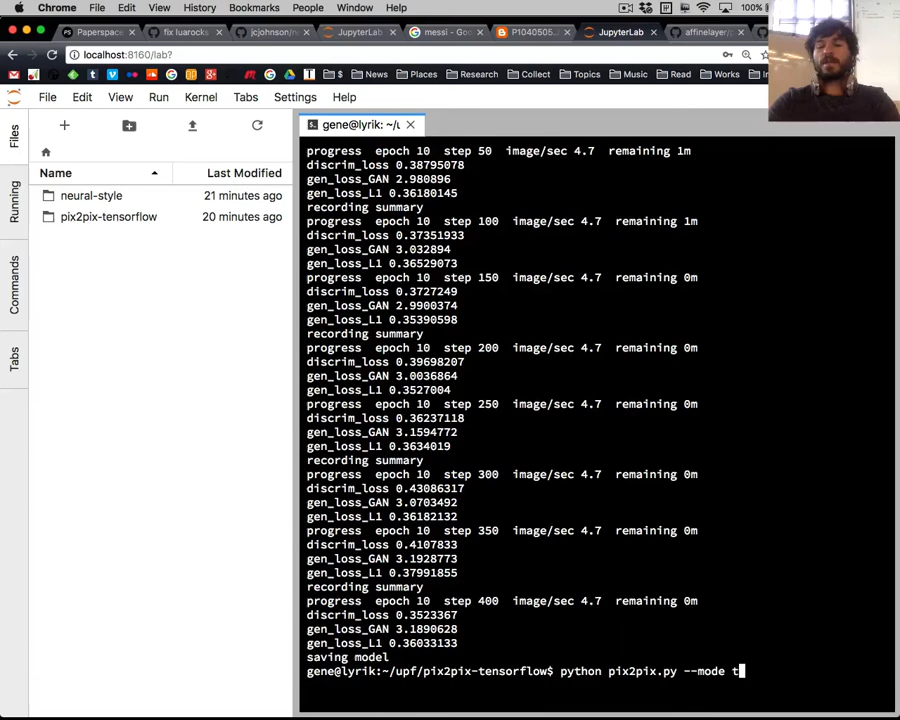 Chrome File Edit View History Bookmarks People Window Help 100%
Paperspace fix luarocks jcjohnson/n JupyterLab messi - Goo P1040505. JupyterLab affinelayer/
localhost:8160/lab?
$ News Places Research Collect Topics Music Read Works In
File Edit View Run Kernel Tabs Settings Help
Files
Running
Commands
Tabs
Name Last Modified
neural-style 21 minutes ago
pix2pix-tensorflow 20 minutes ago
gene@lyrik: ~/u
progress epoch 10 step 50 image/sec 4.7 remaining 1m
discrim_loss 0.38795078
gen_loss_GAN 2.980896
gen_loss_L1 0.36180145
recording summary
progress epoch 10 step 100 image/sec 4.7 remaining 1m
discrim_loss 0.37351933
gen_loss_GAN 3.032894
gen_loss_L1 0.36529073
progress epoch 10 step 150 image/sec 4.7 remaining 0m
discrim_loss 0.3727249
gen_loss_GAN 2.9900374
gen_loss_L1 0.35390598
recording summary
progress epoch 10 step 200 image/sec 4.7 remaining 0m
discrim_loss 0.39698207
gen_loss_GAN 3.0036864
gen_loss_L1 0.3527004
progress epoch 10 step 250 image/sec 4.7 remaining 0m
discrim_loss 0.36237118
gen_loss_GAN 3.1594772
gen_loss_L1 0.3634019
recording summary
progress epoch 10 step 300 image/sec 4.7 remaining 0m
discrim_loss 0.43086317
gen_loss_GAN 3.0703492
gen_loss_L1 0.36182132
progress epoch 10 step 350 image/sec 4.7 remaining 0m
discrim_loss 0.4107833
gen_loss_GAN 3.1928773
gen_loss_L1 0.37991855
recording summary
progress epoch 10 step 400 image/sec 4.7 remaining 0m
discrim_loss 0.3523367
gen_loss_GAN 3.1890628
gen_loss_L1 0.36033133
saving model
gene@lyrik:~/upf/pix2pix-tensorflow$ python pix2pix.py --mode t